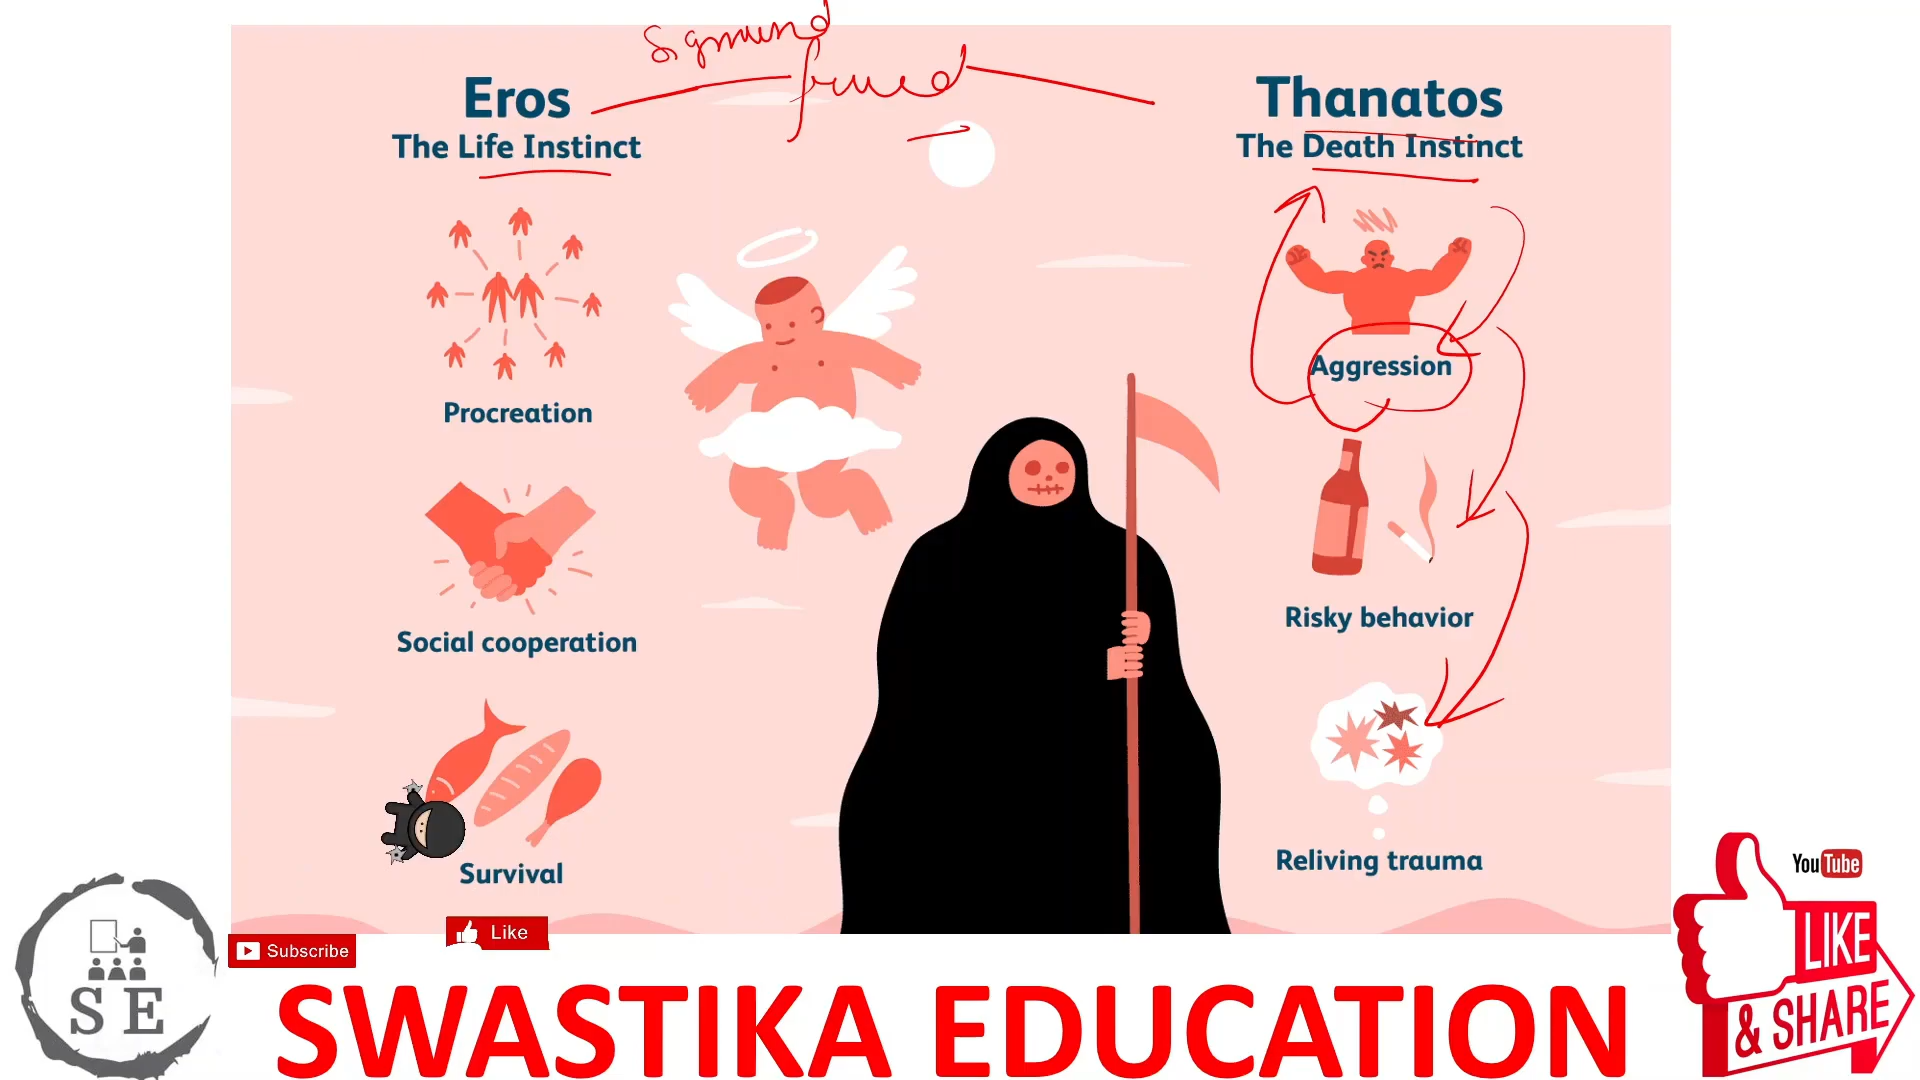 Sigmund
freued
Eros
The Life Instinct
Thanatos
The Death Instinct
Procreation
Aggression
Social cooperation
Risky behavior
Survival
Reliving trauma
SE
Subscribe
Like
SWASTIKA EDUCATION
YouTube
LIKE
& SHARE